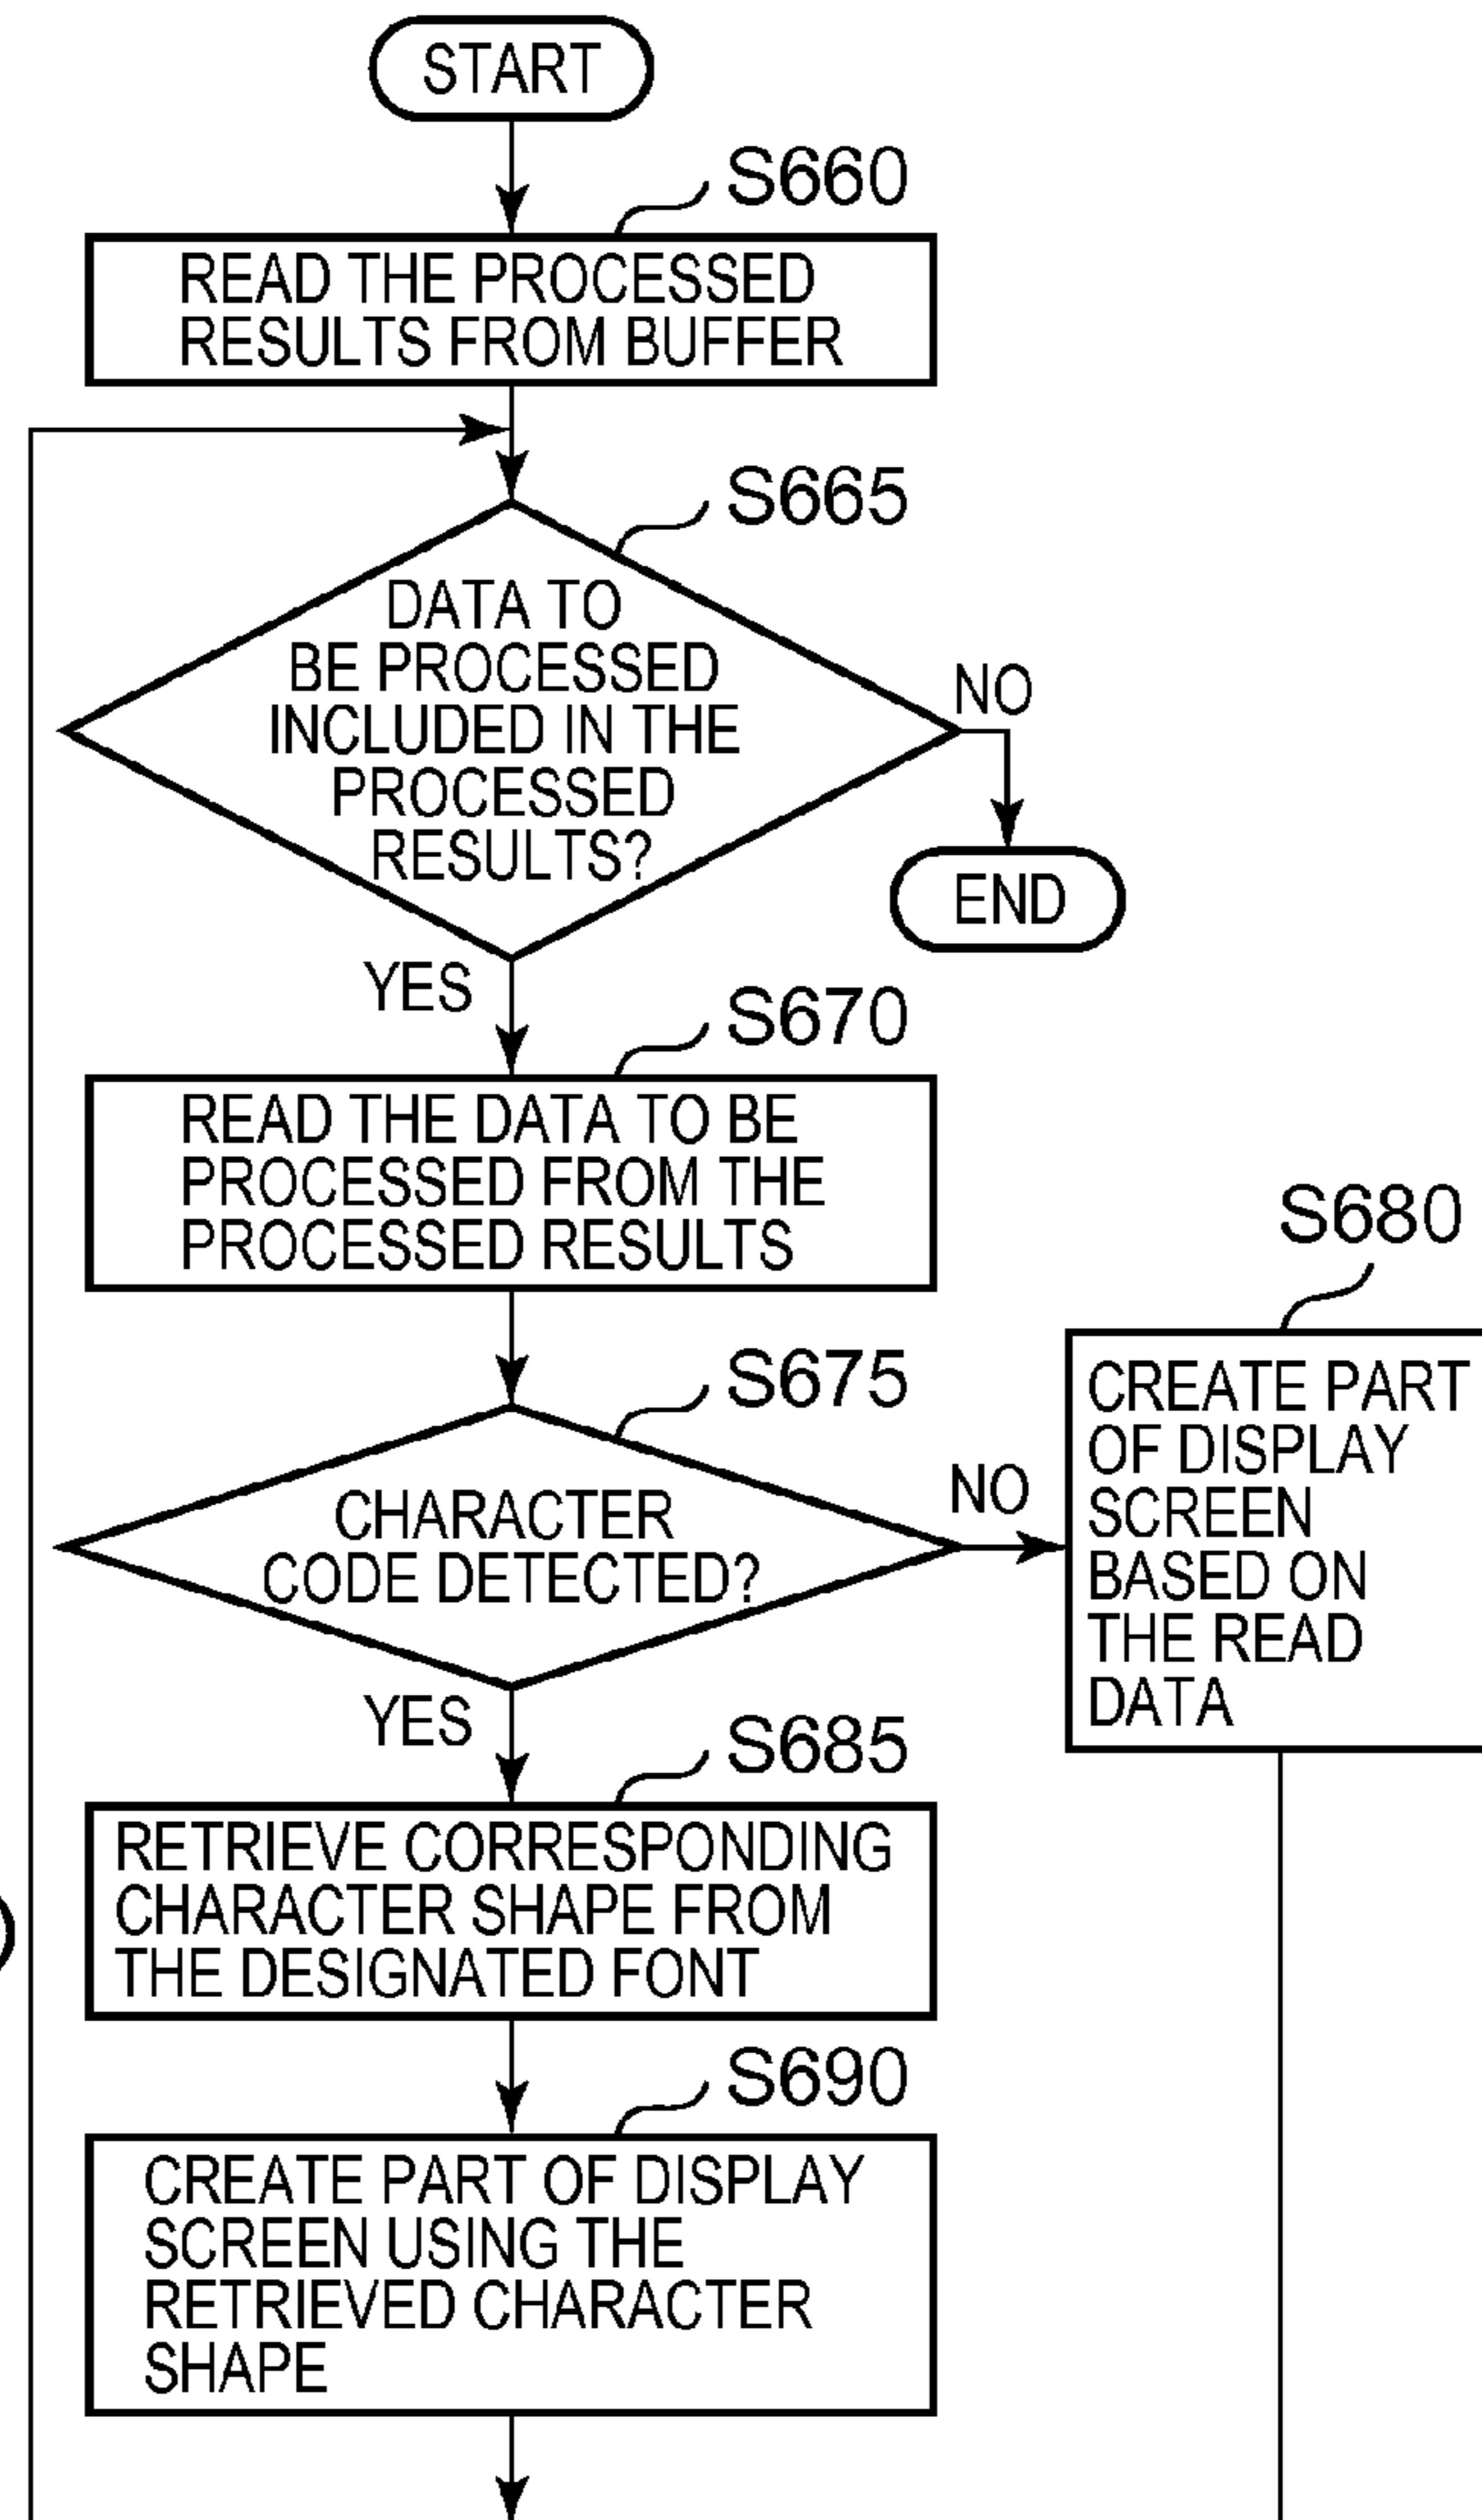 START
S660
READ THE PROCESSED
RESULTS FROM BUFFER
S665
DATA TO
BE PROCESSED
INCLUDED IN THE
PROCESSED
RESULTS?
NO
END
YES
S670
READ THE DATA TO BE
PROCESSED FROM THE
PROCESSED RESULTS
S675
CHARACTER
CODE DETECTED?
NO
S680
CREATE PART
OF DISPLAY
SCREEN
BASED ON
THE READ
DATA
YES
S685
RETRIEVE CORRESPONDING
CHARACTER SHAPE FROM
THE DESIGNATED FONT
S690
CREATE PART OF DISPLAY
SCREEN USING THE
RETRIEVED CHARACTER
SHAPE